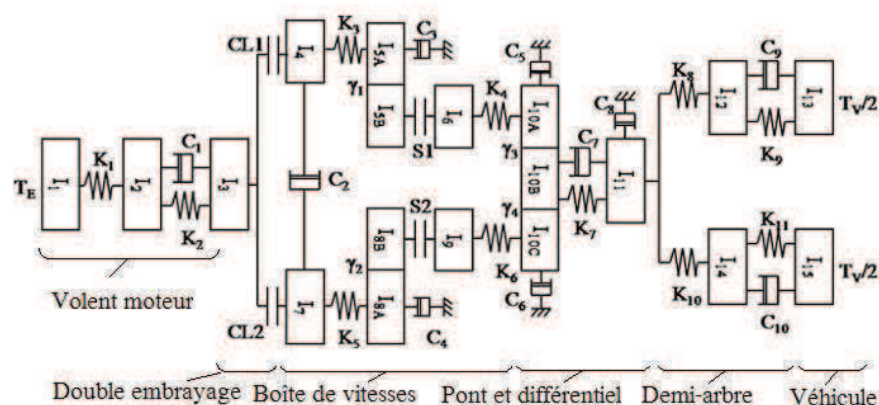 CL1
I4
K3
I5A
C3
γ1
I5B
S1
I6
K4
C5
I10A
γ3
I10B
γ4
I10C
C7
K7
C8
I11
K8
I12
C9
K9
I13
TV/2
TE
I1
K1
I2
C1
K2
I3
C2
S2
I8B
γ2
I8A
I9
K6
C6
CL2
I7
K5
C4
K10
I14
K11
C10
I15
TV/2
Volent moteur
Double embrayage
Boîte de vitesses
Pont et différentiel
Demi-arbre
Véhicule